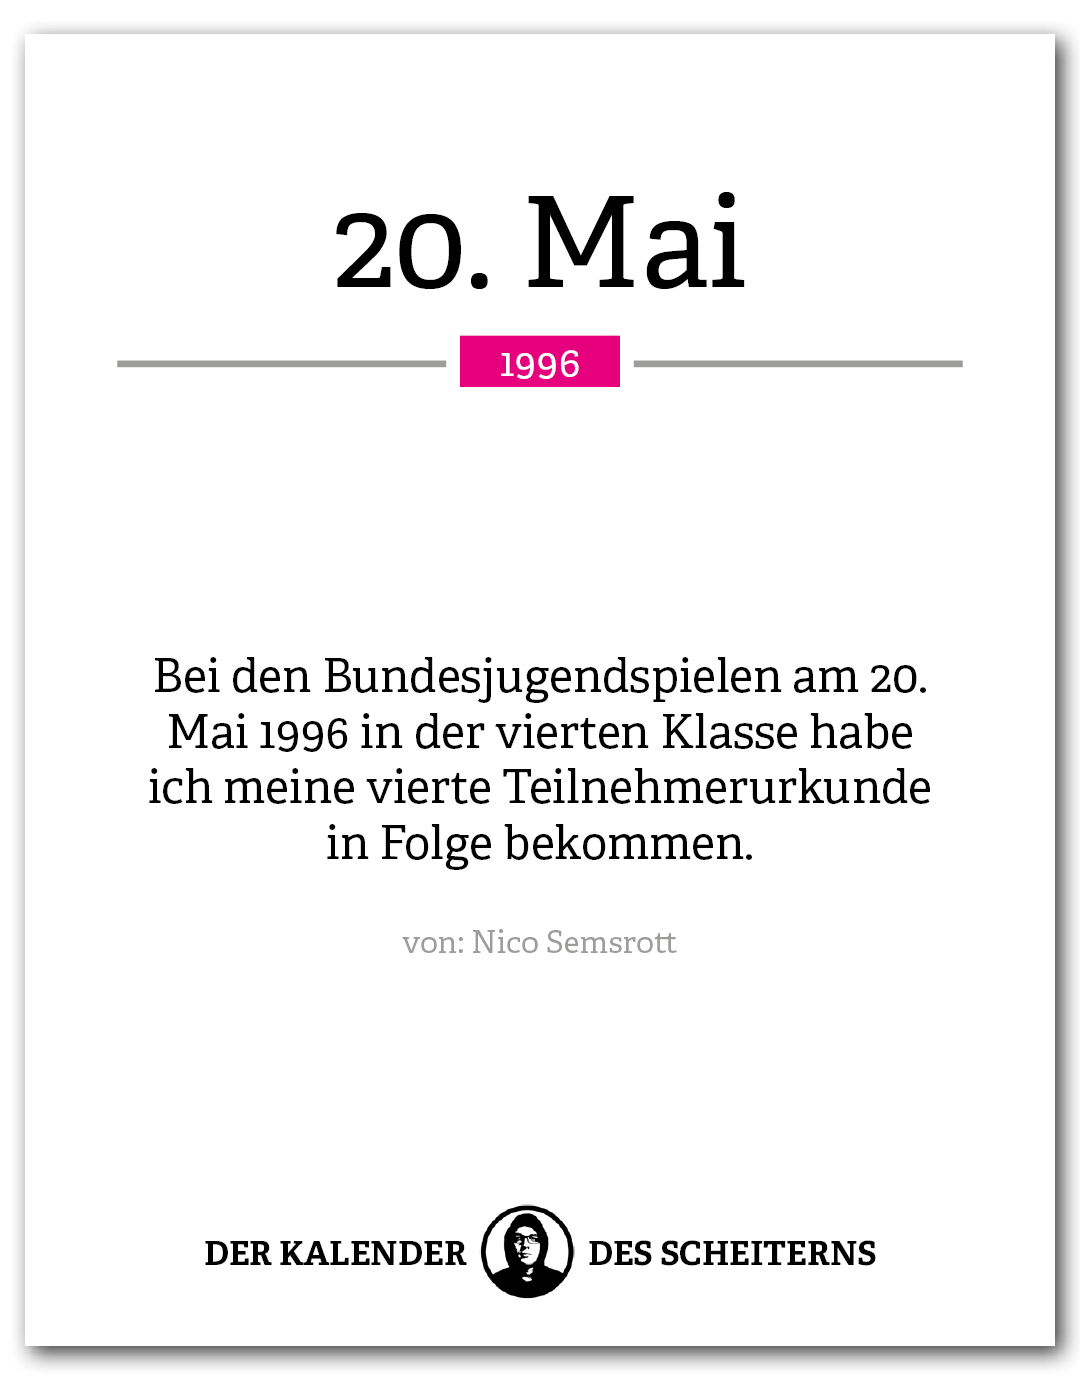 20. Mai
1996
Bei den Bundesjugendspielen am 20.
Mai 1996 in der vierten Klasse habe
ich meine vierte Teilnehmerurkunde
in Folge bekommen.
von: Nico Semsrott
DER KALENDER DES SCHEITERNS